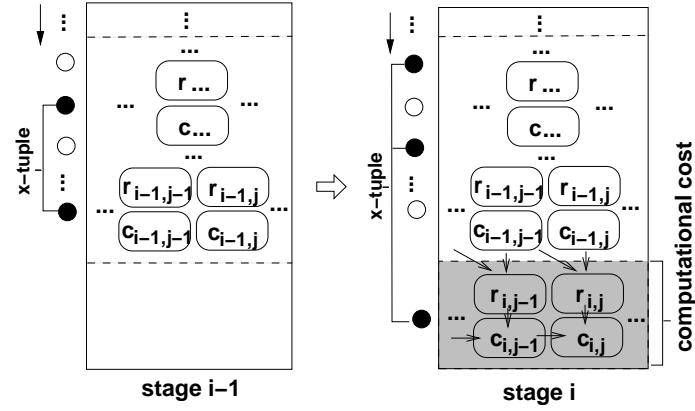 ...
...
r ...
...
...
c ...
...
x-tuple
...
r i−1,j−1
r i−1,j
...
...
c i−1,j−1
c i−1,j
stage i−1
...
...
...
r ...
...
...
c ...
...
x-tuple
...
r i−1,j−1
r i−1,j
...
...
c i−1,j−1
c i−1,j
r i,j−1
r i,j
...
...
c i,j−1
c i,j
computational cost
stage i